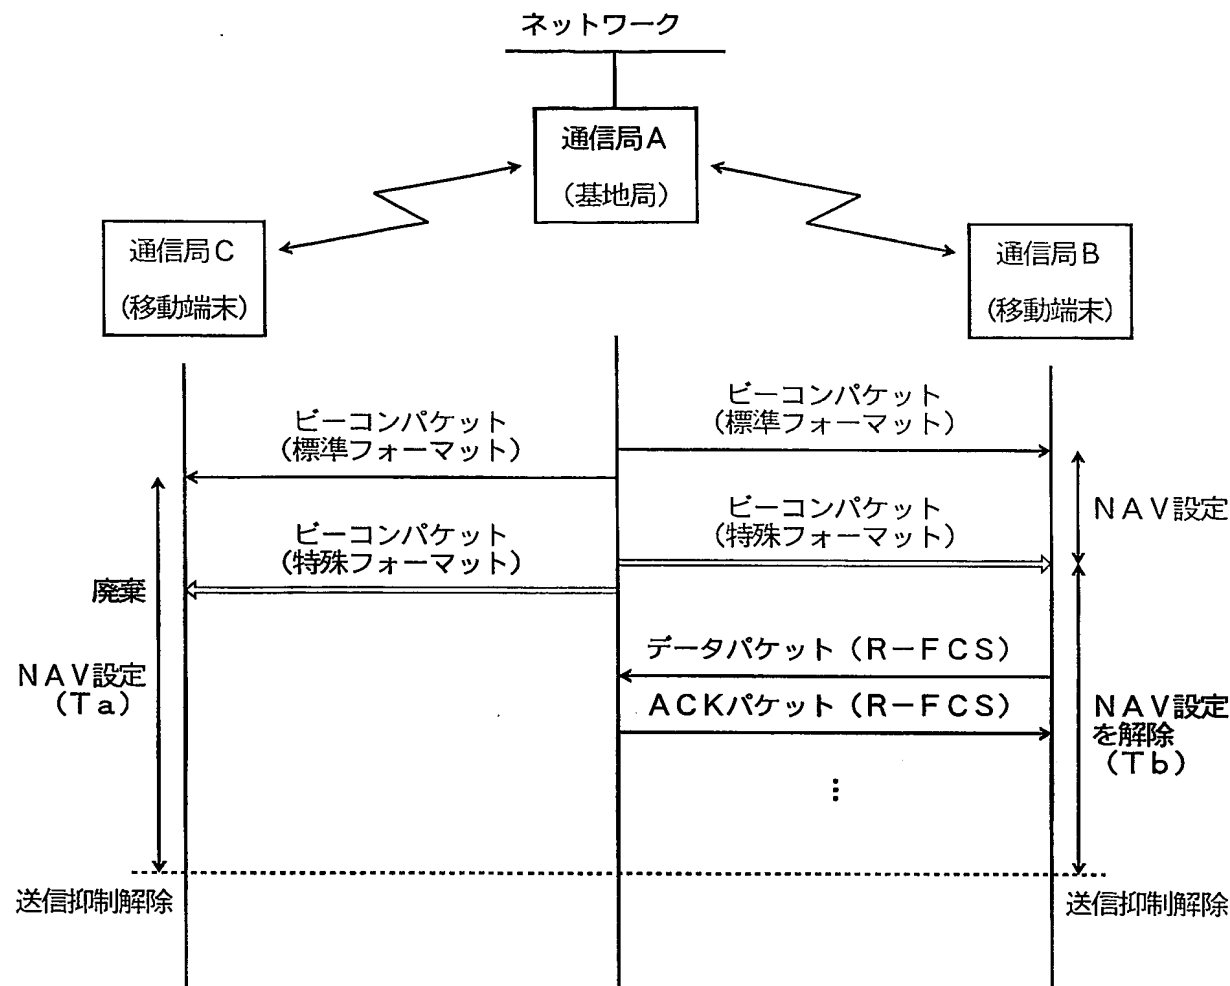 ネットワーク
通信局A
(基地局)
通信局C
(移動端末)
通信局B
(移動端末)
ビーコンパケット
(標準フォーマット)
ビーコンパケット
(標準フォーマット)
NAV設定
ビーコンパケット
(特殊フォーマット)
ビーコンパケット
(特殊フォーマット)
廃棄
データパケット(R-FCS)
NAV設定
(Ta)
ACKパケット(R-FCS)
NAV設定
を解除
(Tb)
⋮
送信抑制解除
送信抑制解除